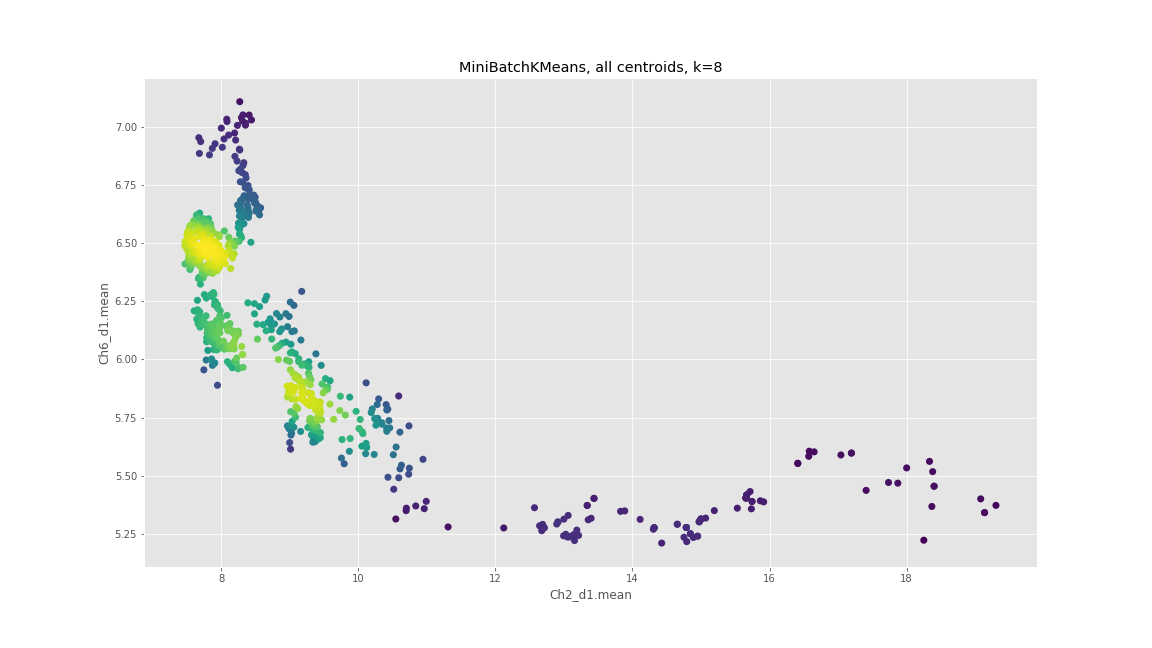 MiniBatchKMeans, all centroids, k=8
7.00
6.75
6.50
6.25
6.00
5.75
5.50
5.25
Ch6_d1.mean
8 10 12 14 16 18
Ch2_d1.mean